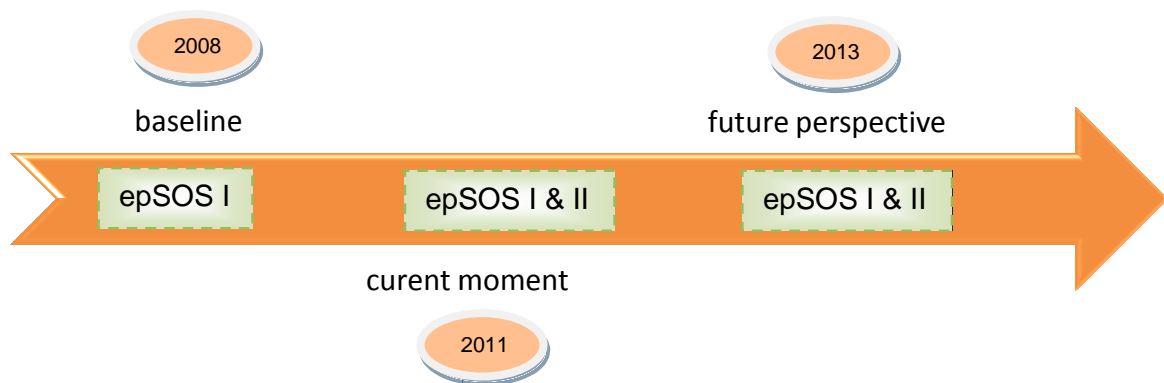 2008
2013
baseline
future perspective
epSOS I
epSOS I & II
epSOS I & II
curent moment
2011